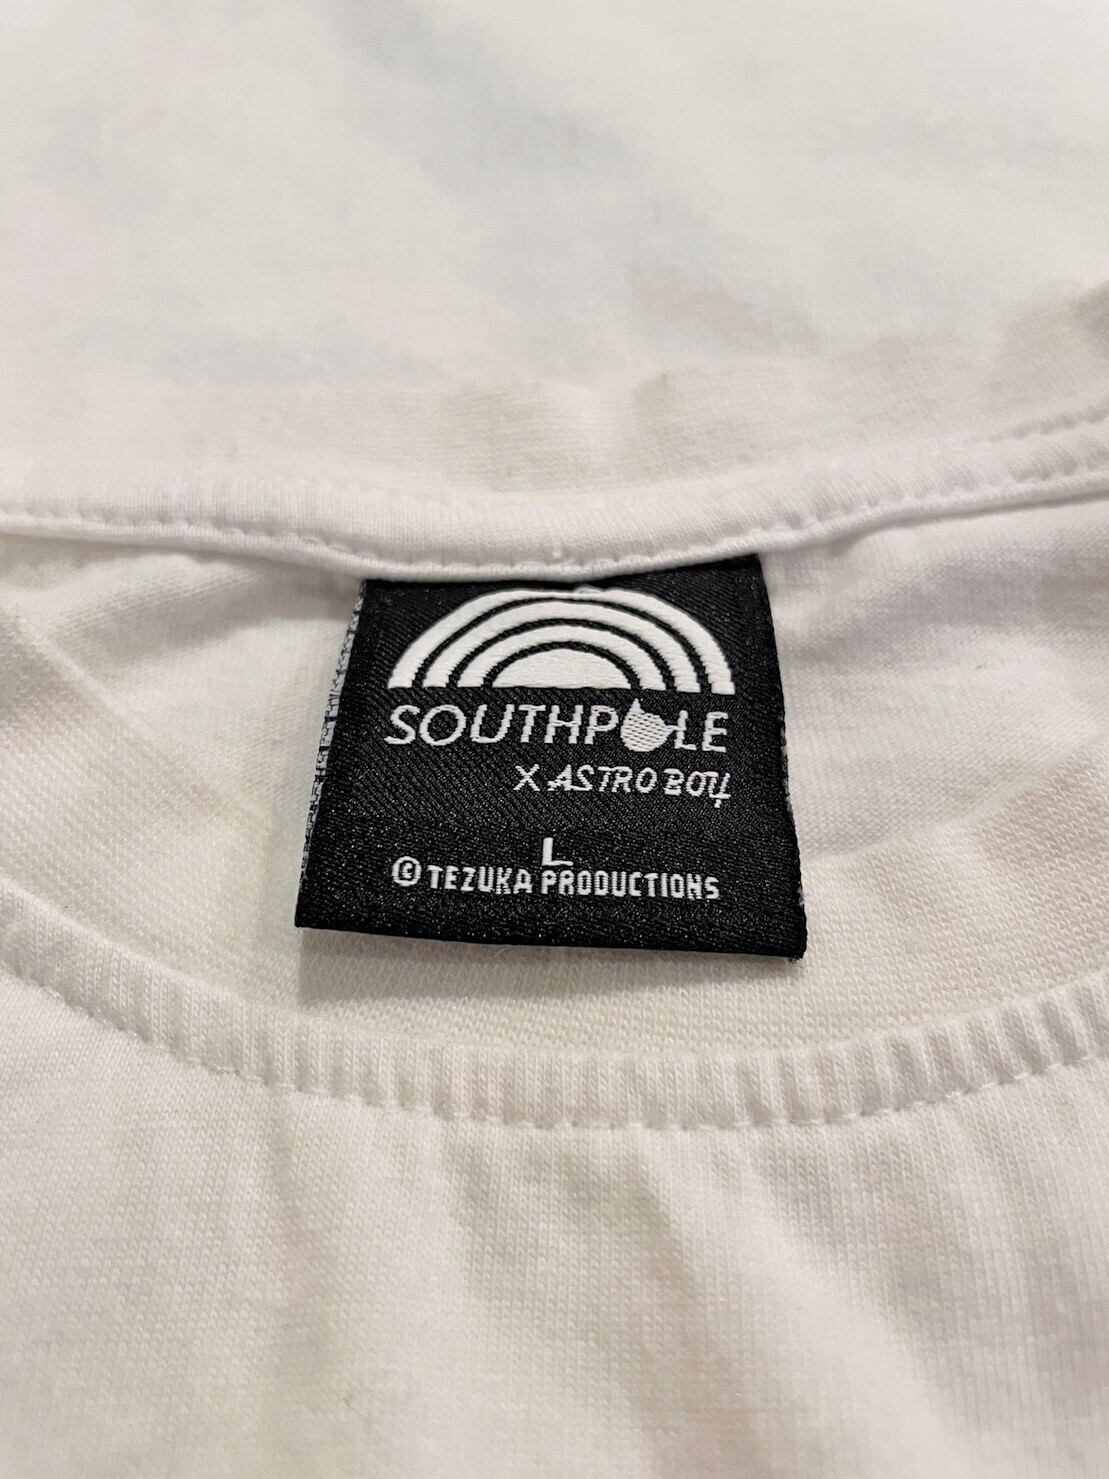 SOUTHPOLE
X ASTRO BOY
L
© TEZUKA PRODUCTIONS